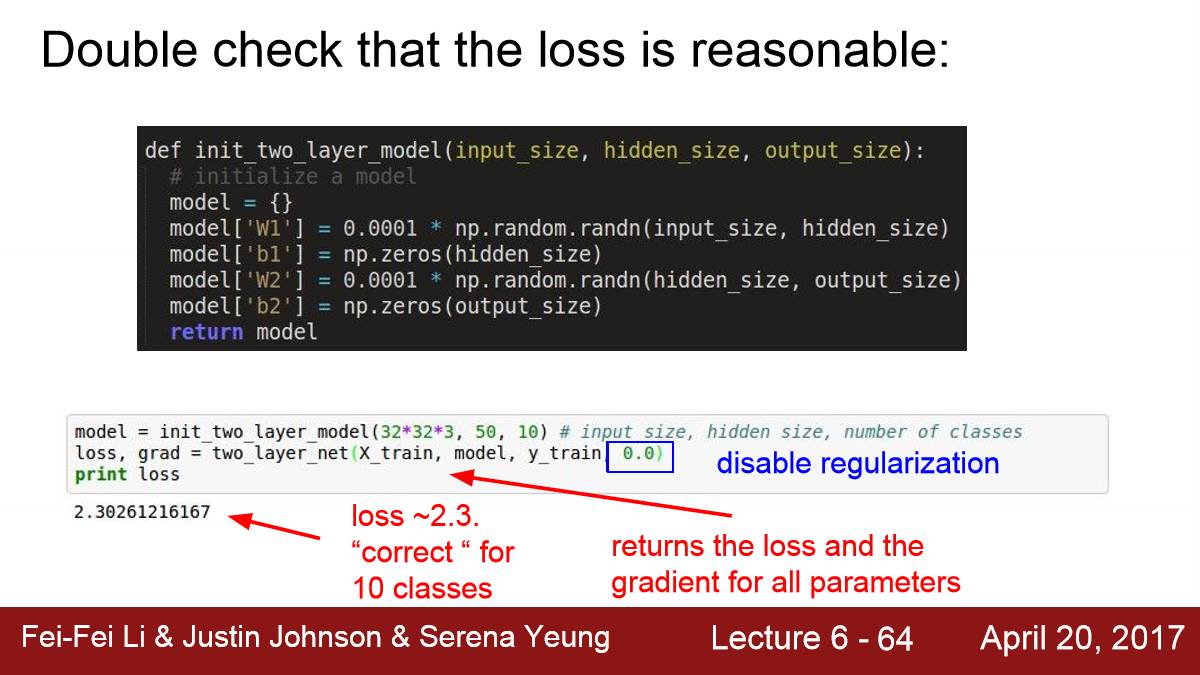 Double check that the loss is reasonable:
def init_two_layer_model(input_size, hidden_size, output_size):
# initialize a model
model = {}
model['W1'] = 0.0001 * np.random.randn(input_size, hidden_size)
model['b1'] = np.zeros(hidden_size)
model['W2'] = 0.0001 * np.random.randn(hidden_size, output_size)
model['b2'] = np.zeros(output_size)
return model
model = init_two_layer_model(32*32*3, 50, 10) # input size, hidden size, number of classes
loss, grad = two_layer_net(X_train, model, y_train, 0.0)
disable regularization
print loss
2.30261216167
loss ~2.3.
“correct “ for
10 classes
returns the loss and the
gradient for all parameters
Fei-Fei Li & Justin Johnson & Serena Yeung
Lecture 6 - 64
April 20, 2017